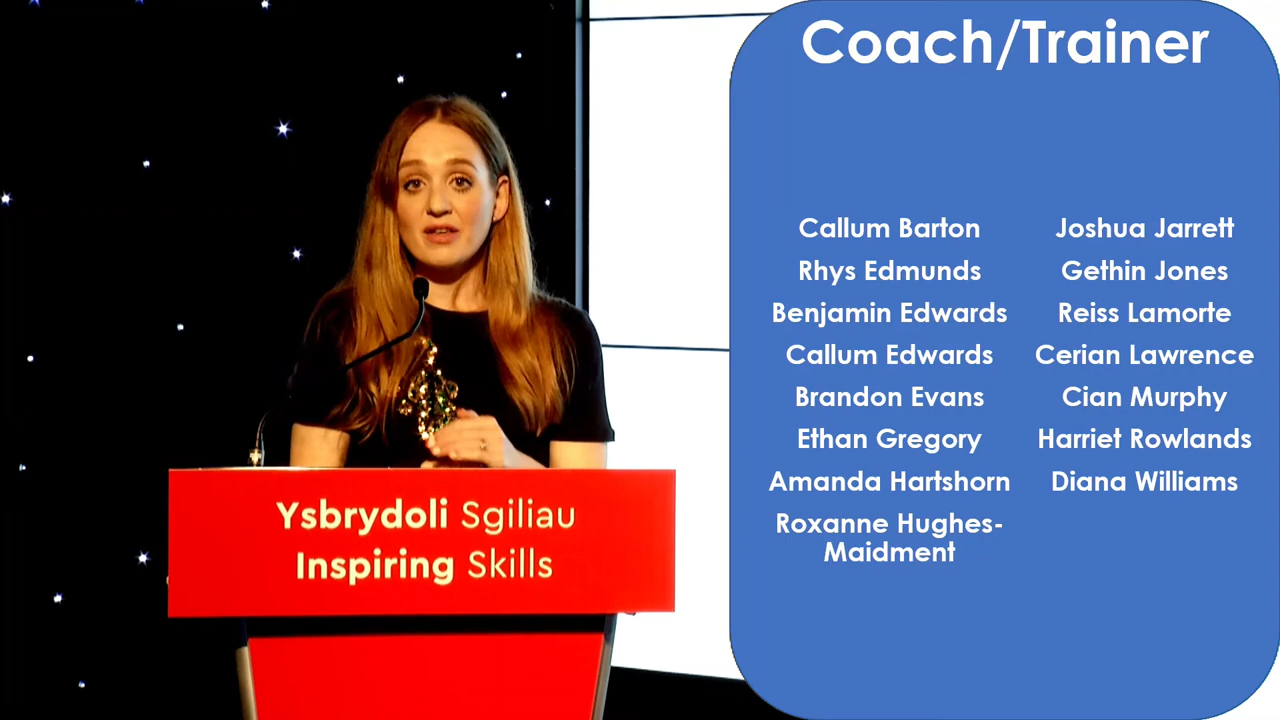 Coach/Trainer
Callum Barton
Rhys Edmunds
Benjamin Edwards
Callum Edwards
Brandon Evans
Ethan Gregory
Amanda Hartshorn
Roxanne Hughes-
Maidment
Joshua Jarrett
Gethin Jones
Reiss Lamorte
Cerian Lawrence
Cian Murphy
Harriet Rowlands
Diana Williams
Ysbrydoli Sgiliau
Inspiring Skills